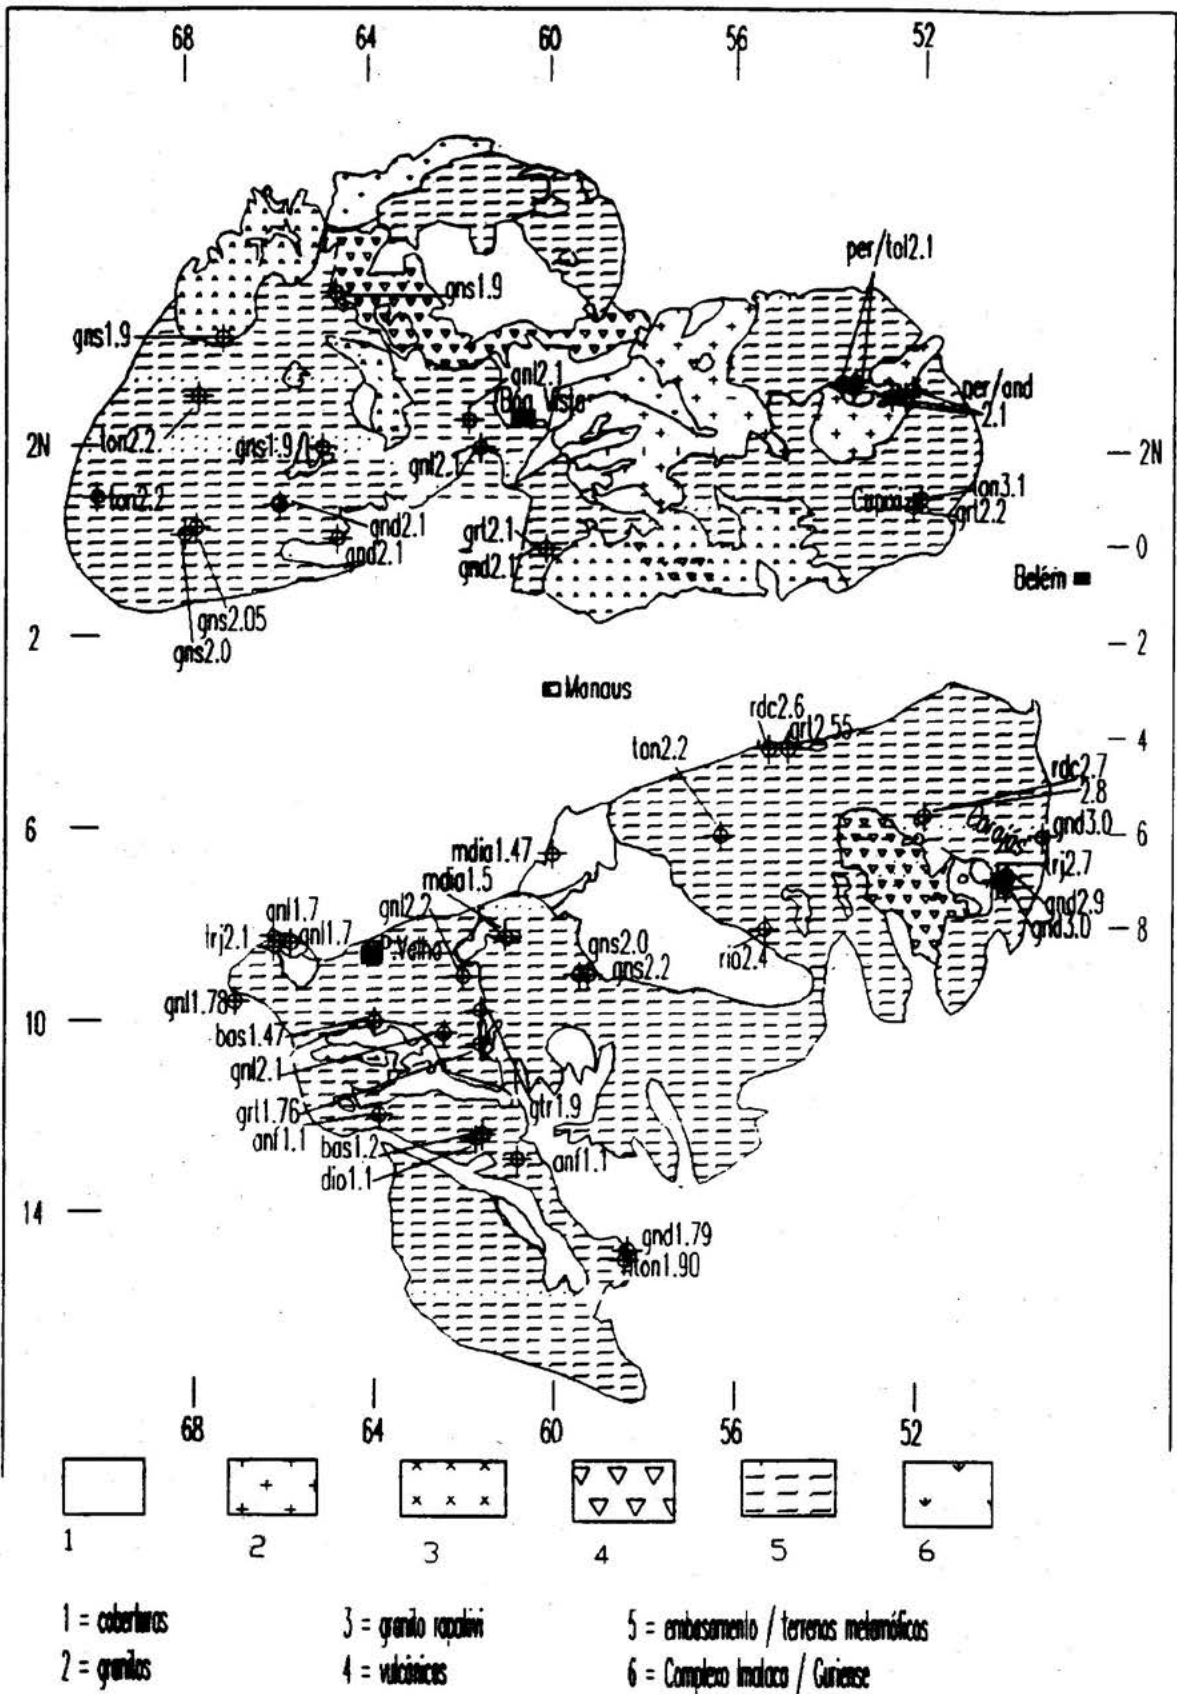 68 64 60 56 52
per/tol2.1
gns1.9
gns1.9
gnl2.1
Boa Vista
per/and
2.1
ton2.2
2N
gns1.9
gnl2.1
2N
ton2.2
ton3.1
grt2.2
gnd2.1
gnd2.1
grt2.1
gnd2.1
0
Belém
gns2.05
gns2.0
2
2
Manaus
rdc2.6
grt2.55
ton2.2
4
rdc2.7
2.8
Carajás
gnd3.0
6
6
mdia1.47
mdia1.5
trj2.7
gnl2.2
gnd2.9
gnd3.0
8
gnl1.7
gnl1.7
trj2.1
P. Velho
gns2.0
gns2.2
rio2.4
gnl1.78
10
bas1.47
gnl2.1
grt1.76
gtr1.9
anf1.1
bas1.2
anf1.1
dio1.1
14
gnd1.79
ton1.90
68 64 60 56 52
1 2 3 4 5 6
1 = coberturas
3 = granito rapakivi
5 = embasamento / terrenos metamóficos
2 = granitos
4 = vulcânicas
6 = Complexo Imataca / Guriense